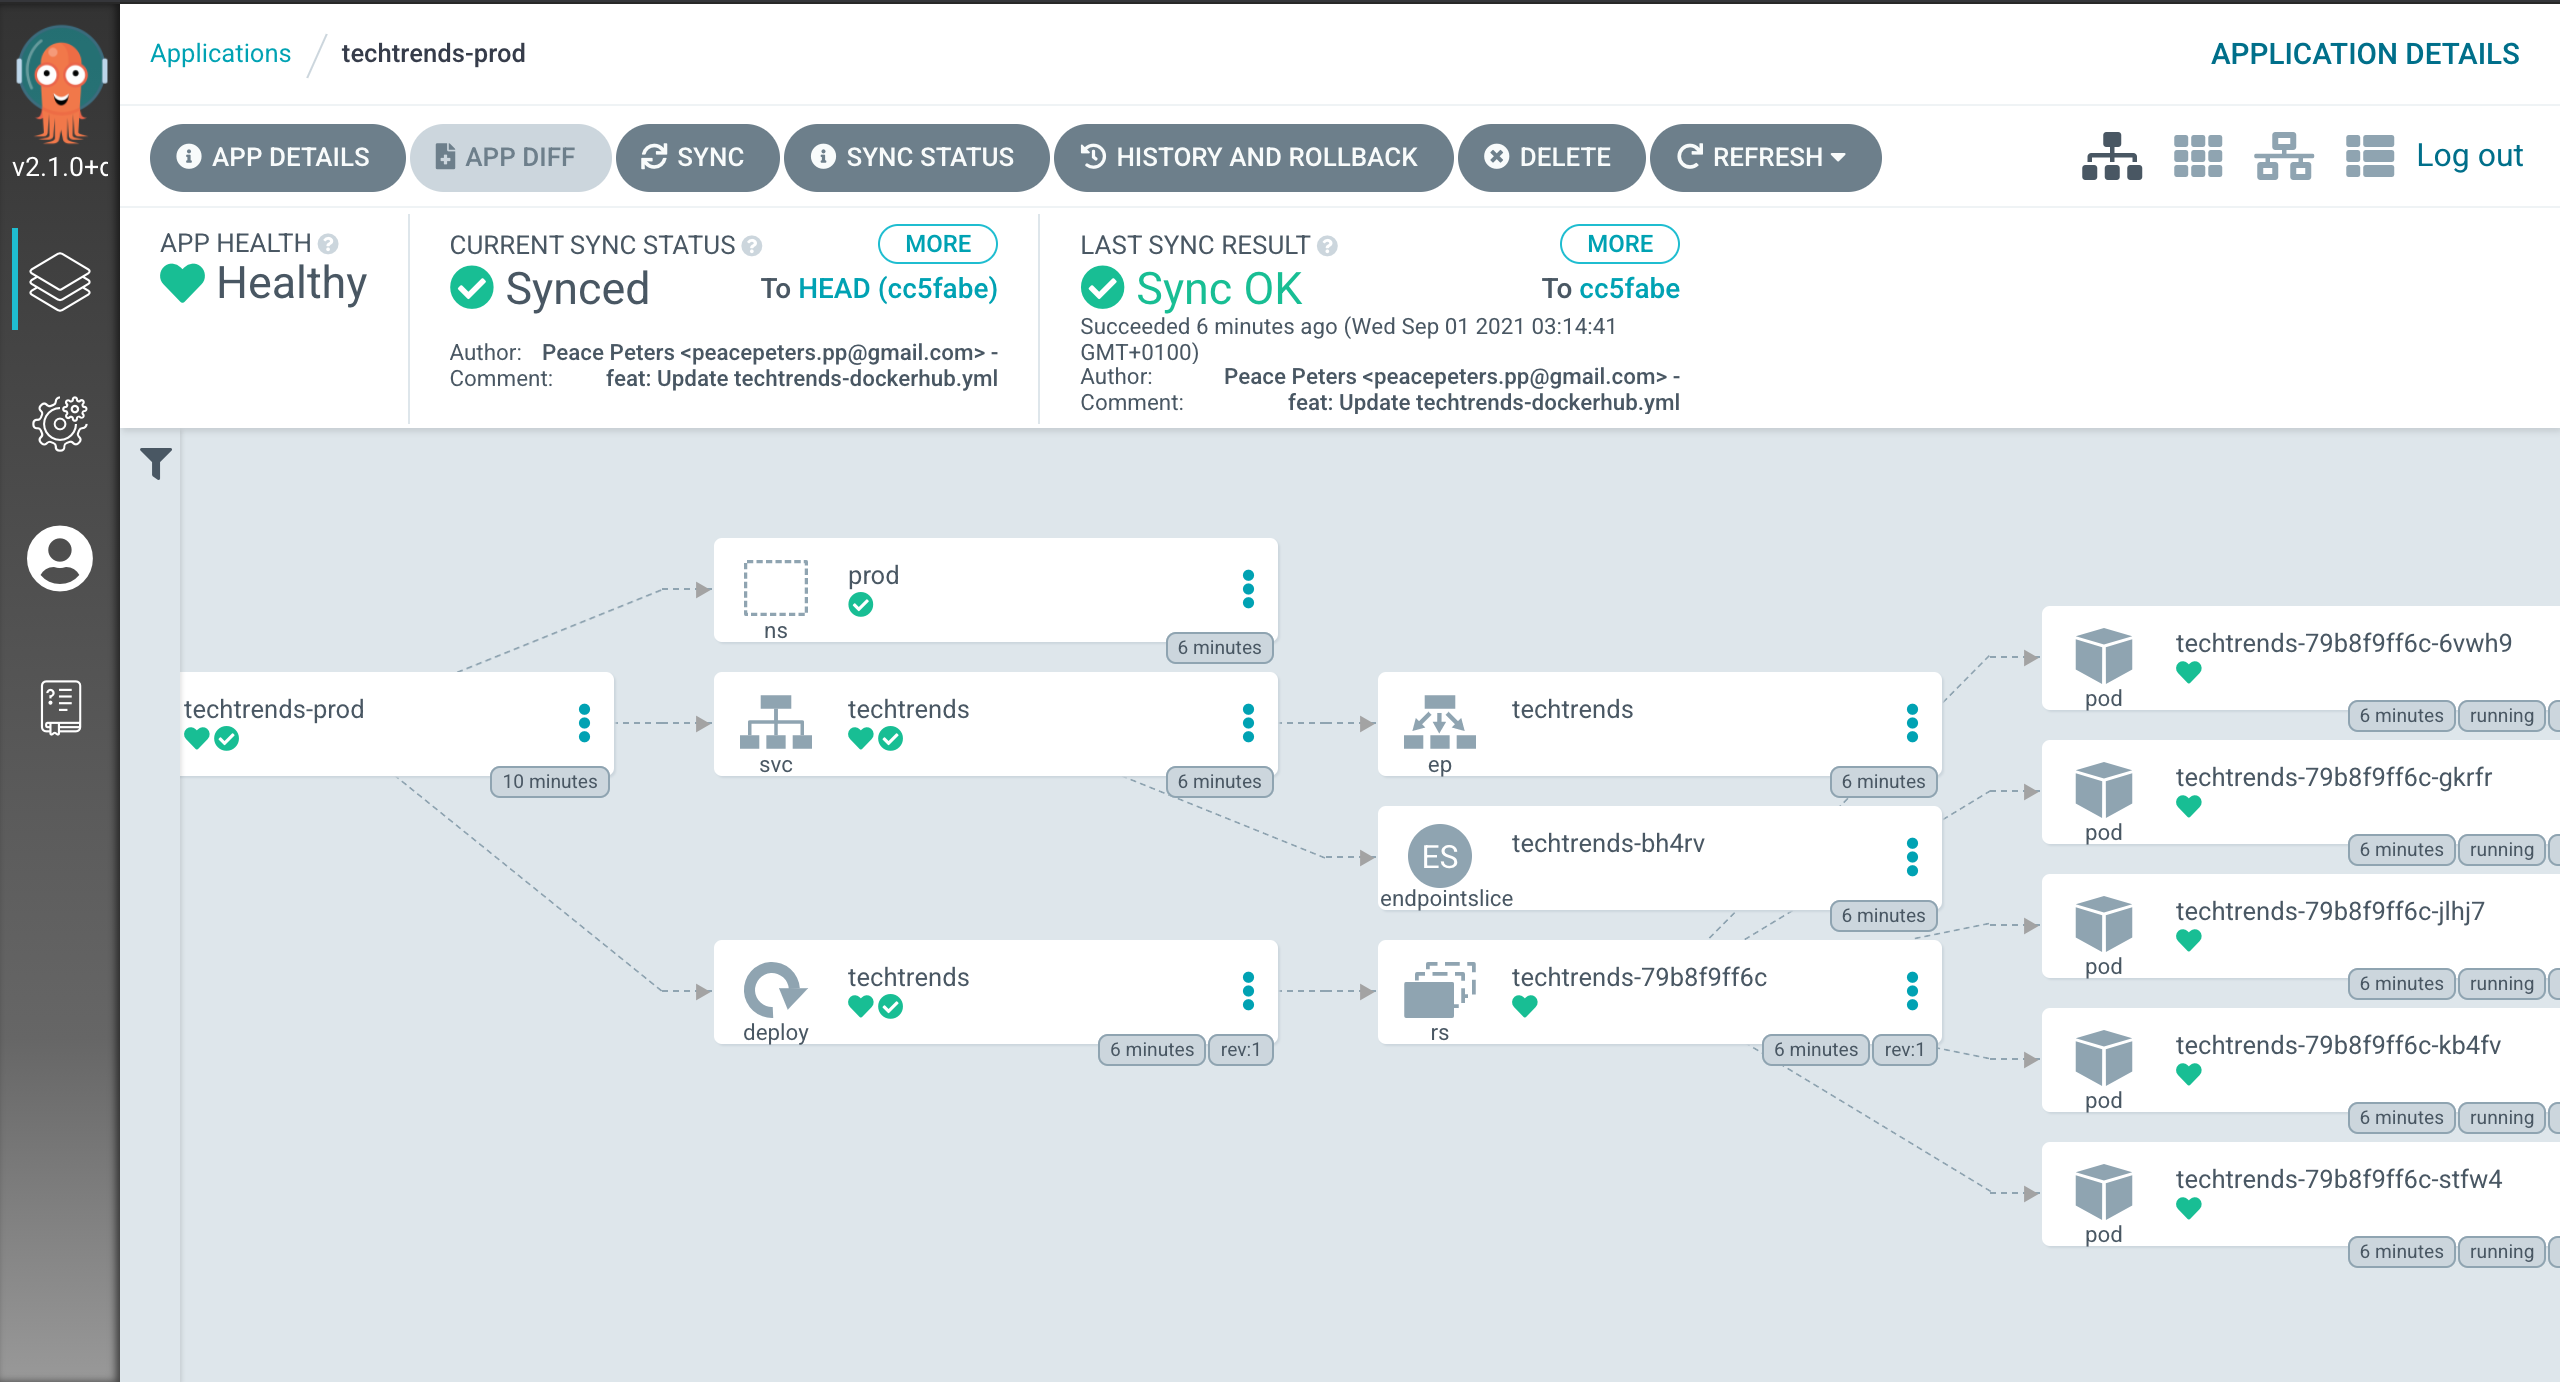 v2.1.0+c
Applications / techtrends-prod
APPLICATION DETAILS
APP DETAILS
APP DIFF
SYNC
SYNC STATUS
HISTORY AND ROLLBACK
DELETE
REFRESH
Log out
APP HEALTH
Healthy
CURRENT SYNC STATUS
MORE
Synced
To HEAD (cc5fabe)
Author: Peace Peters <peacepeters.pp@gmail.com> -
Comment: feat: Update techtrends-dockerhub.yml
LAST SYNC RESULT
MORE
Sync OK
To cc5fabe
Succeeded 6 minutes ago (Wed Sep 01 2021 03:14:41
GMT+0100)
Author: Peace Peters <peacepeters.pp@gmail.com> -
Comment: feat: Update techtrends-dockerhub.yml
techtrends-prod
10 minutes
prod
ns
6 minutes
techtrends
svc
6 minutes
techtrends
deploy
6 minutes
rev:1
techtrends
ep
6 minutes
ES
techtrends-bh4rv
endpointslice
6 minutes
techtrends-79b8f9ff6c
rs
6 minutes
rev:1
techtrends-79b8f9ff6c-6vwh9
pod
6 minutes
running
techtrends-79b8f9ff6c-gkrfr
pod
6 minutes
running
techtrends-79b8f9ff6c-jlhj7
pod
6 minutes
running
techtrends-79b8f9ff6c-kb4fv
pod
6 minutes
running
techtrends-79b8f9ff6c-stfw4
pod
6 minutes
running